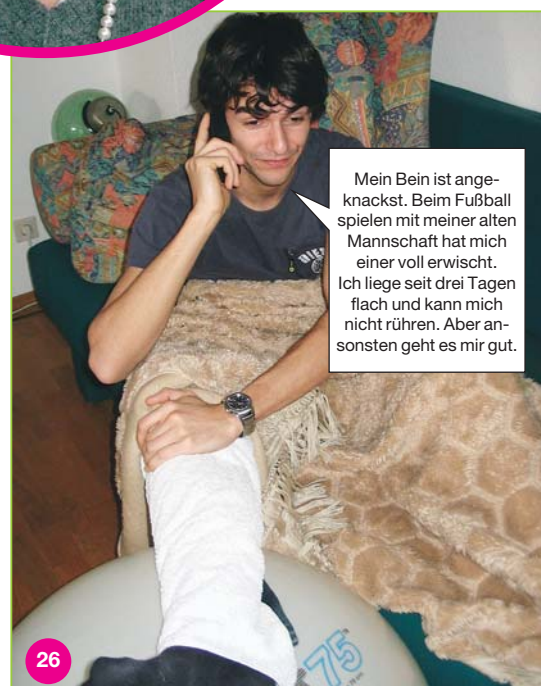 Mein Bein ist ange-
knackst. Beim Fußball
spielen mit meiner alten
Mannschaft hat mich
einer voll erwischt.
Ich liege seit drei Tagen
flach und kann mich
nicht rühren. Aber an-
sonsten geht es mir gut.
75
26